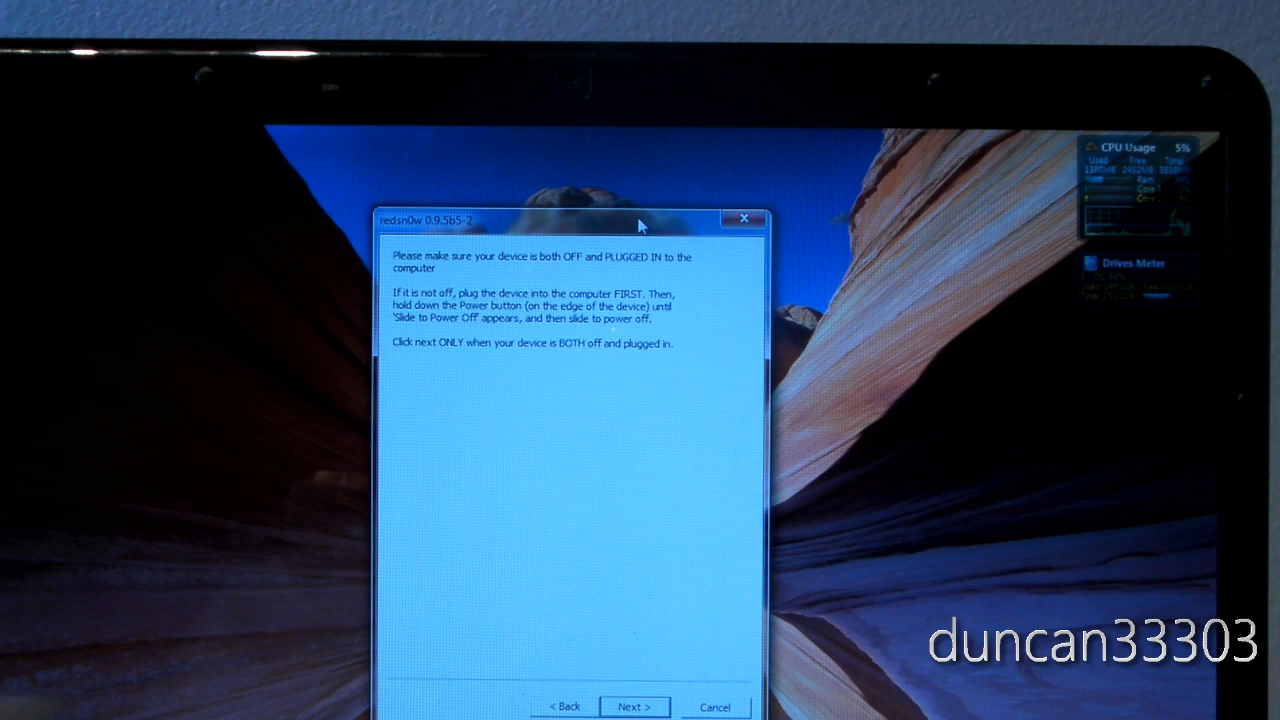 redsn0w 0.9.5b5-2
Please make sure your device is both OFF and PLUGGED IN to the
computer
If it is not off, plug the device into the computer FIRST. Then,
hold down the Power button (on the edge of the device) until
'Slide to Power Off' appears, and then slide to power off.
Click next ONLY when your device is BOTH off and plugged in.
< Back
Next >
Cancel
CPU Usage 5%
Used Free Total
Ram
Drives Meter
duncan33303